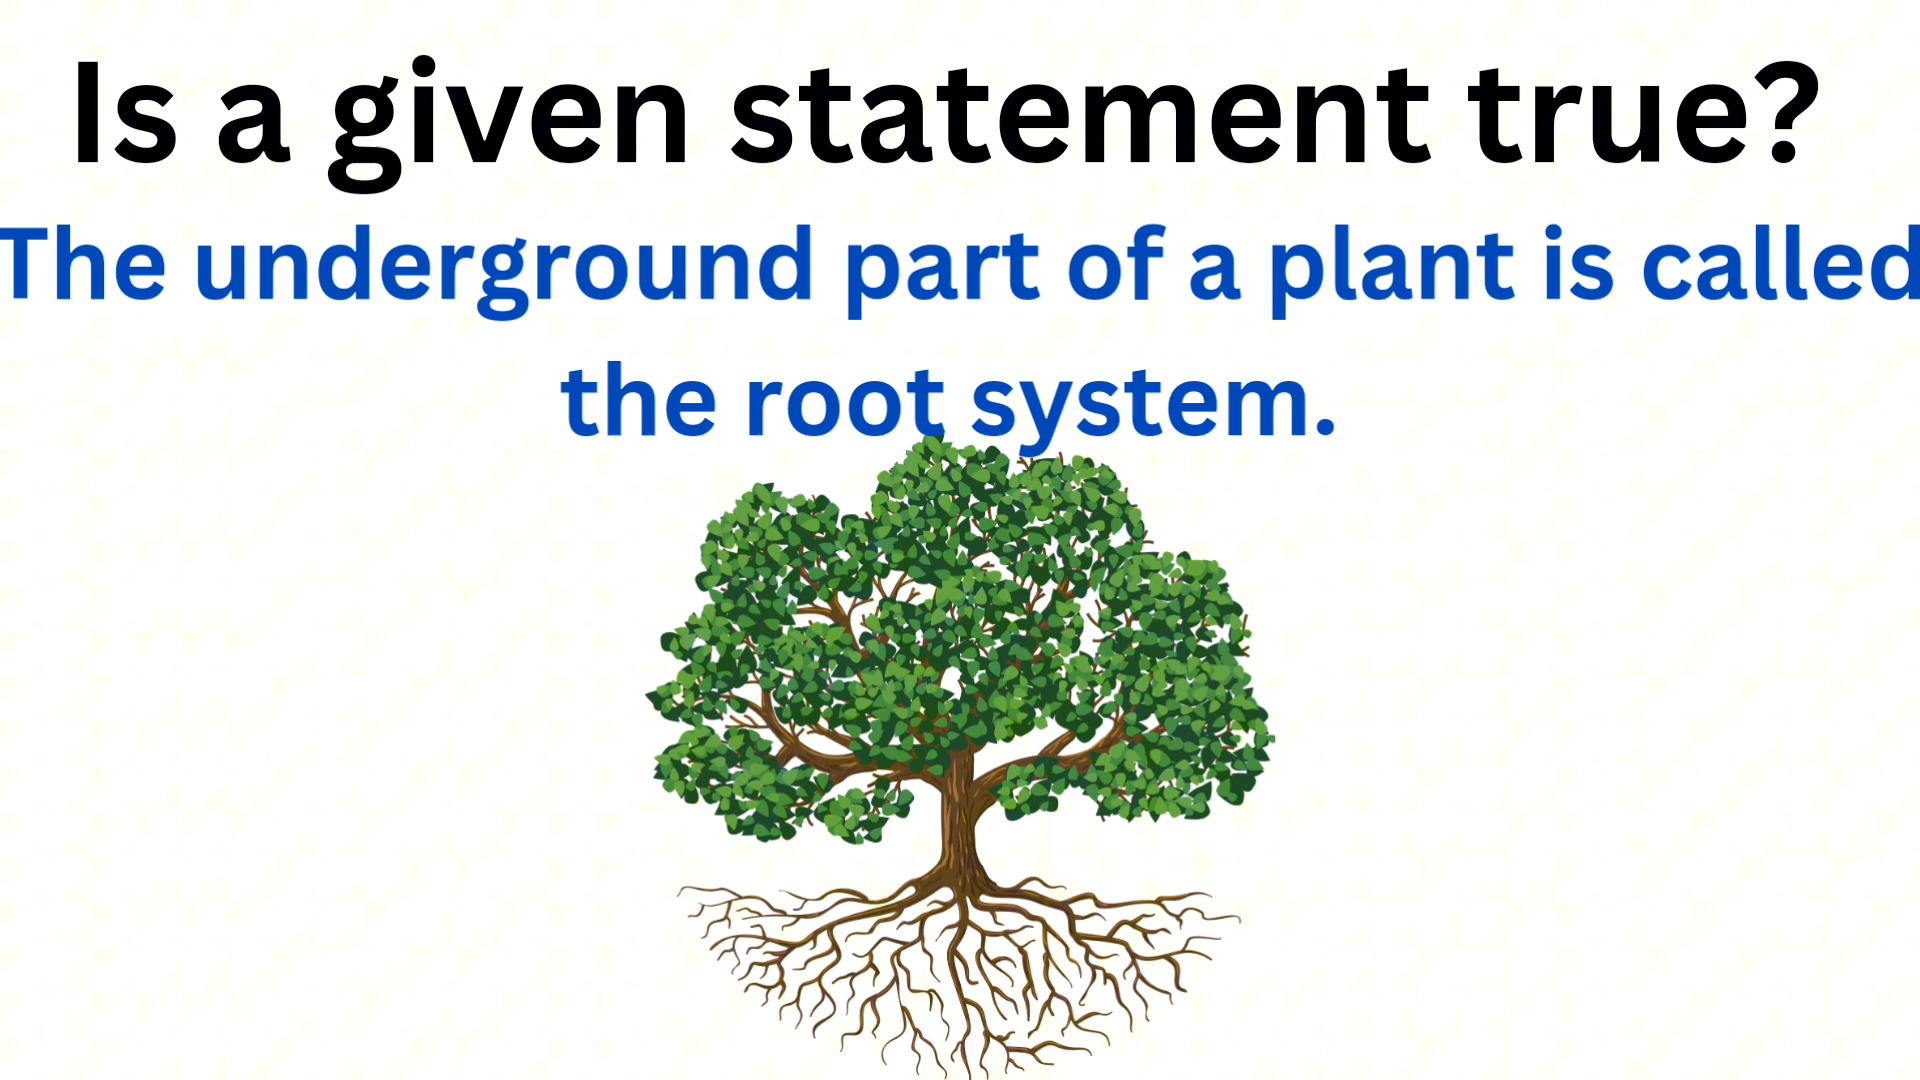 Is a given statement true?
The underground part of a plant is called
the root system.